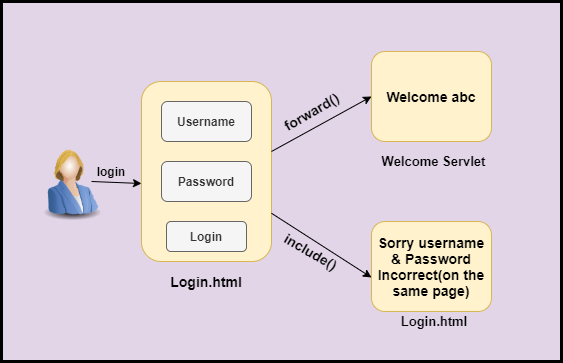 login
Username
Password
Login
Login.html
forward()
include()
Welcome abc
Welcome Servlet
Sorry username
& Password
Incorrect(on the
same page)
Login.html